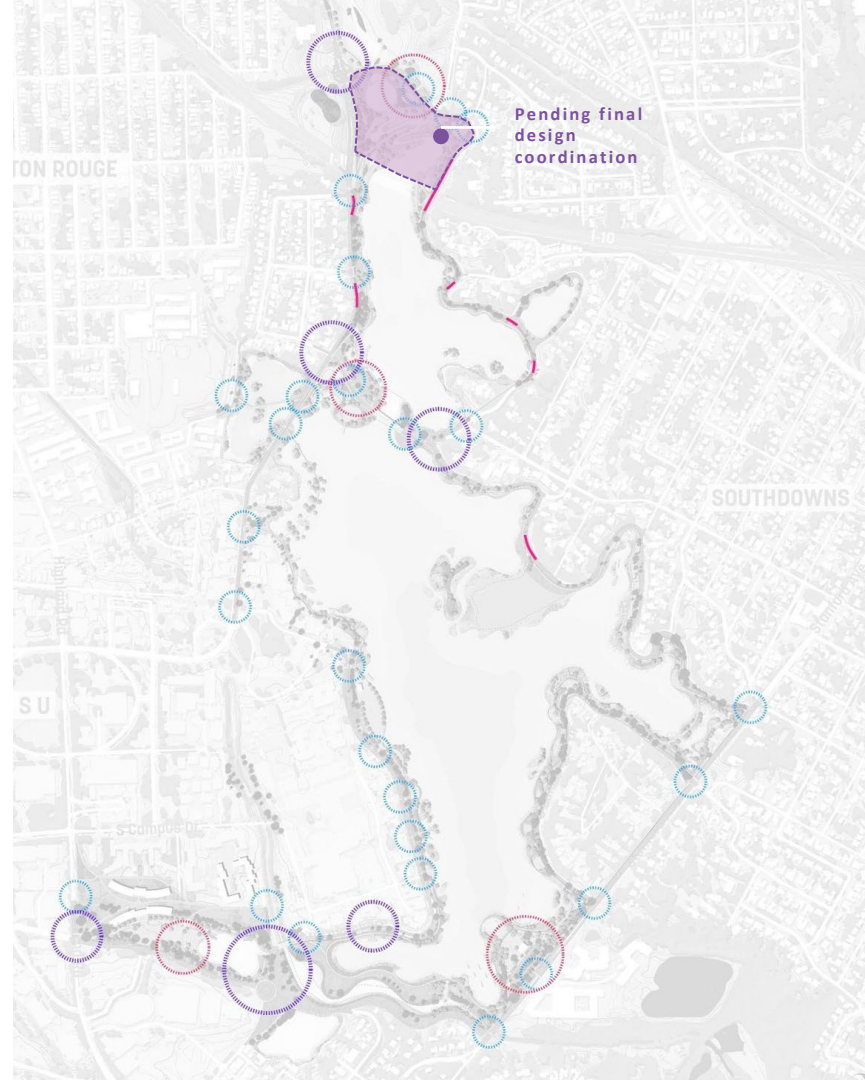 Pending final
design
coordination
TON ROUGE
I-10
SOUTHDOWNS
S U
S Campus Dr